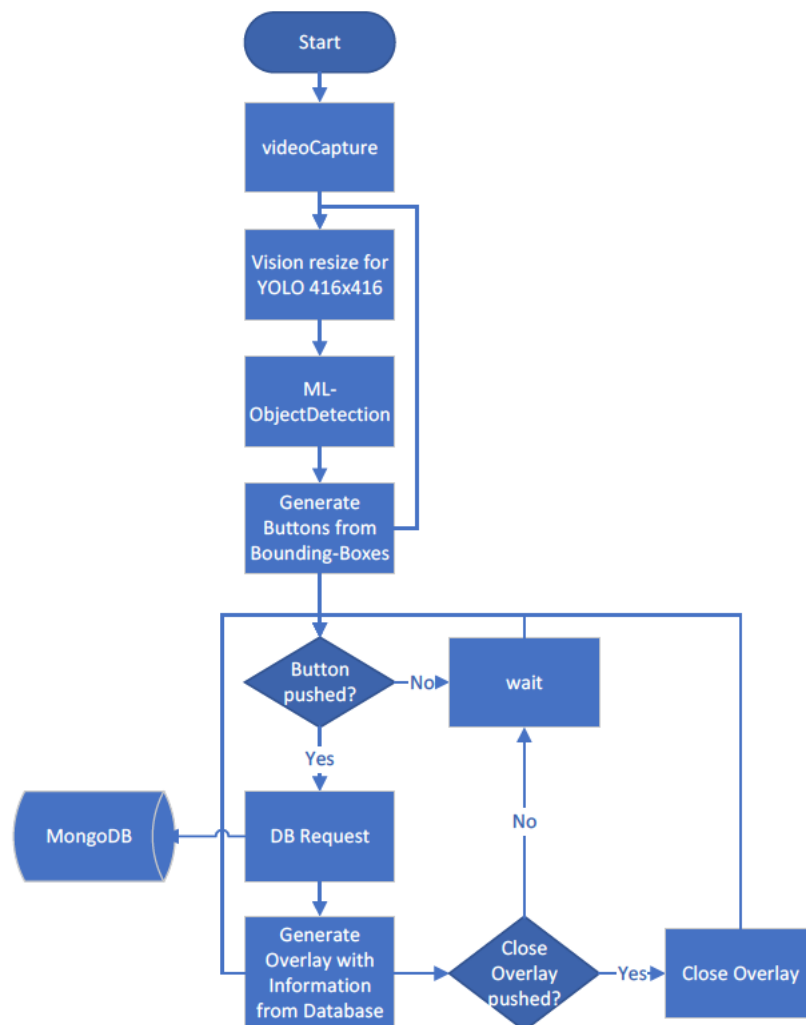 Start
videoCapture
Vision resize for
YOLO 416x416
ML-
ObjectDetection
Generate
Buttons from
Bounding-Boxes
Button
pushed?
No
wait
Yes
MongoDB
DB Request
No
Generate
Overlay with
Information
from Database
Close
Overlay
pushed?
Yes
Close Overlay